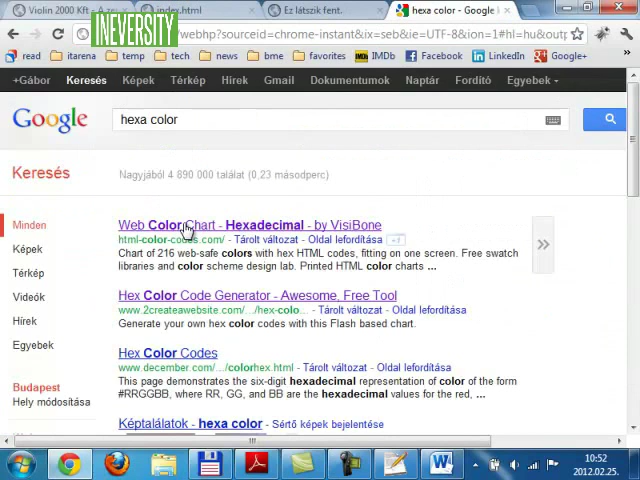 Violin 2000 Kft - A ze
index.html
Ez látszik fent.
hexa color - Google
INEVERSITY
/webhp?sourceid=chrome-instant&ix=seb&ie=UTF-8&ion=1#hl=hu&outp
read
itarena
temp
tech
bme
favorites
IMDb
Facebook
LinkedIn
Google+
+Gábor
Keresés
Képek
Térkép
Hírek
Gmail
Dokumentumok
Naptár
Fordító
Egyebek
Google
hexa color
Keresés
Nagyjából 4 890 000 találat (0,23 másodperc)
Minden
Képek
Térkép
Videók
Hírek
Egyebek
Budapest
Hely módosítása
Web Color Chart - Hexadecimal - by VisiBone
html-color-codes.com/ - Tárolt változat - Oldal lefordítása +1
Chart of 216 web-safe colors with hex HTML codes, fitting on one screen. Free swatch
libraries and color scheme design lab. Printed HTML color charts ...
Hex Color Code Generator - Awesome, Free Tool
www.2createawebsite.com/.../hex-colo... - Tárolt változat - Oldal lefordítása
Generate your own hex color codes with this Flash based chart.
Hex Color Codes
www.december.com/.../colorhex.html - Tárolt változat - Oldal lefordítása
This page demonstrates the six-digit hexadecimal representation of color of the form
#RRGGBB, where RR, GG, and BB are the hexadecimal values for the red, ...
Képtalálatok - hexa color - Sértő képek bejelentése
10:52
2012.02.25.